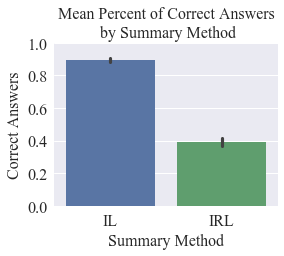 Mean Percent of Correct Answers
by Summary Method
1.0
0.8
0.6
0.4
0.2
0.0
Correct Answers
IL IRL
Summary Method